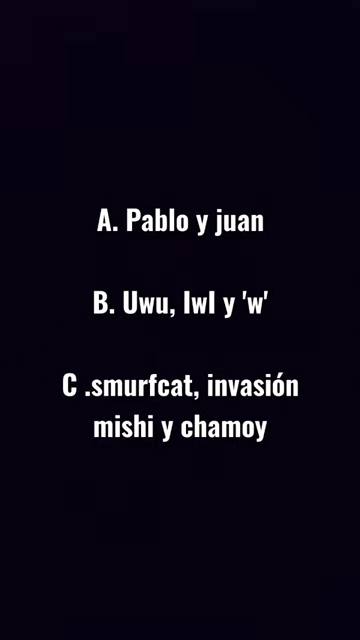 A. Pablo y juan
B. Uwu, IwI y 'w'
C .smurfcat, invasión
mishi y chamoy